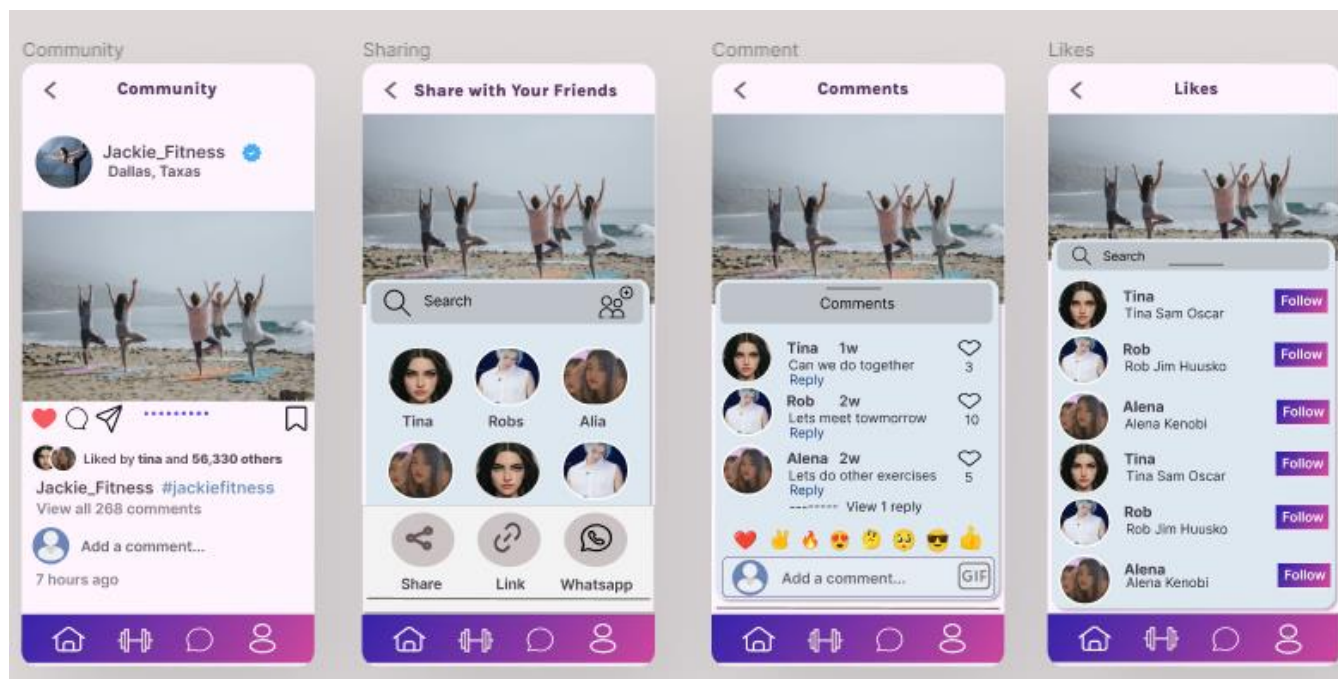 Community
Community
Jackie_Fitness
Dallas, Taxas
Liked by tina and 56,330 others
Jackie_Fitness #jackiefitness
View all 268 comments
Add a comment...
7 hours ago
Sharing
Share with Your Friends
Search
Tina Robs Alia
Share Link Whatsapp
Comment
Comments
Comments
Tina 1w
Can we do together
3
Reply
Rob 2w
Lets meet towmorrow
10
Reply
Alena 2w
Lets do other exercises
5
Reply
-------- View 1 reply
Add a comment... GIF
Likes
Likes
Search
Tina
Tina Sam Oscar
Follow
Rob
Rob Jim Huusko
Follow
Alena
Alena Kenobi
Follow
Tina
Tina Sam Oscar
Follow
Rob
Rob Jim Huusko
Follow
Alena
Alena Kenobi
Follow